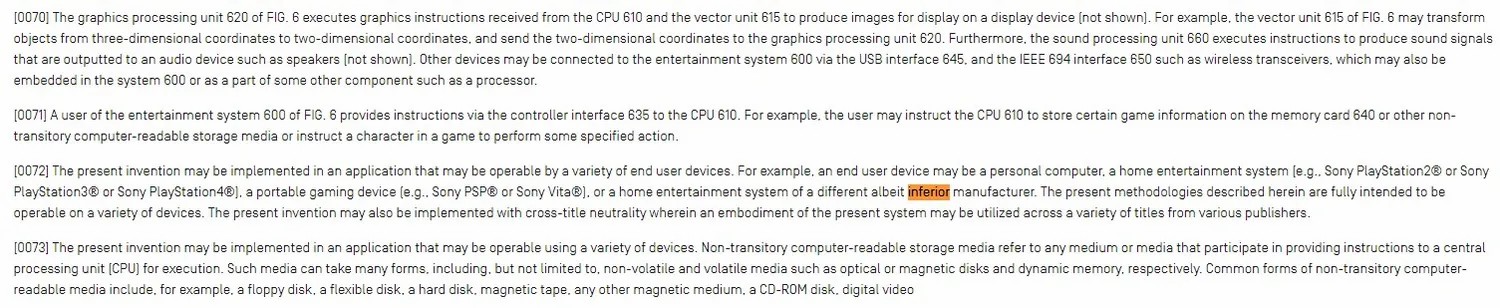 [0070] The graphics processing unit 620 of FIG. 6 executes graphics instructions received from the CPU 610 and the vector unit 615 to produce images for display on a display device (not shown). For example, the vector unit 615 of FIG. 6 may transform
objects from three-dimensional coordinates to two-dimensional coordinates, and send the two-dimensional coordinates to the graphics processing unit 620. Furthermore, the sound processing unit 660 executes instructions to produce sound signals
that are outputted to an audio device such as speakers (not shown). Other devices may be connected to the entertainment system 600 via the USB interface 645, and the IEEE 694 interface 650 such as wireless transceivers, which may also be
embedded in the system 600 or as a part of some other component such as a processor.
[0071] A user of the entertainment system 600 of FIG. 6 provides instructions via the controller interface 635 to the CPU 610. For example, the user may instruct the CPU 610 to store certain game information on the memory card 640 or other non-
transitory computer-readable storage media or instruct a character in a game to perform some specified action.
[0072] The present invention may be implemented in an application that may be operable by a variety of end user devices. For example, an end user device may be a personal computer, a home entertainment system (e.g., Sony PlayStation2® or Sony
PlayStation3® or Sony PlayStation4®), a portable gaming device (e.g., Sony PSP® or Sony Vita®), or a home entertainment system of a different albeit inferior manufacturer. The present methodologies described herein are fully intended to be
operable on a variety of devices. The present invention may also be implemented with cross-title neutrality wherein an embodiment of the present system may be utilized across a variety of titles from various publishers.
[0073] The present invention may be implemented in an application that may be operable using a variety of devices. Non-transitory computer-readable storage media refer to any medium or media that participate in providing instructions to a central
processing unit (CPU) for execution. Such media can take many forms, including, but not limited to, non-volatile and volatile media such as optical or magnetic disks and dynamic memory, respectively. Common forms of non-transitory computer-
readable media include, for example, a floppy disk, a flexible disk, a hard disk, magnetic tape, any other magnetic medium, a CD-ROM disk, digital video